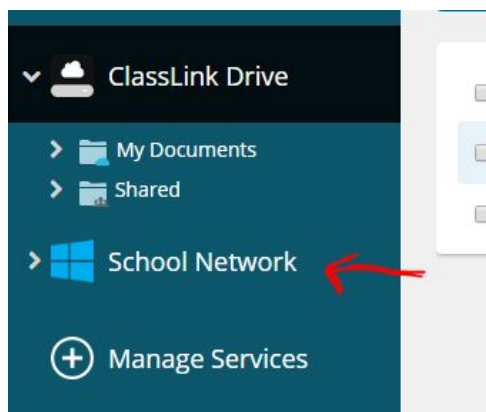 ClassLink Drive
My Documents
Shared
School Network
Manage Services